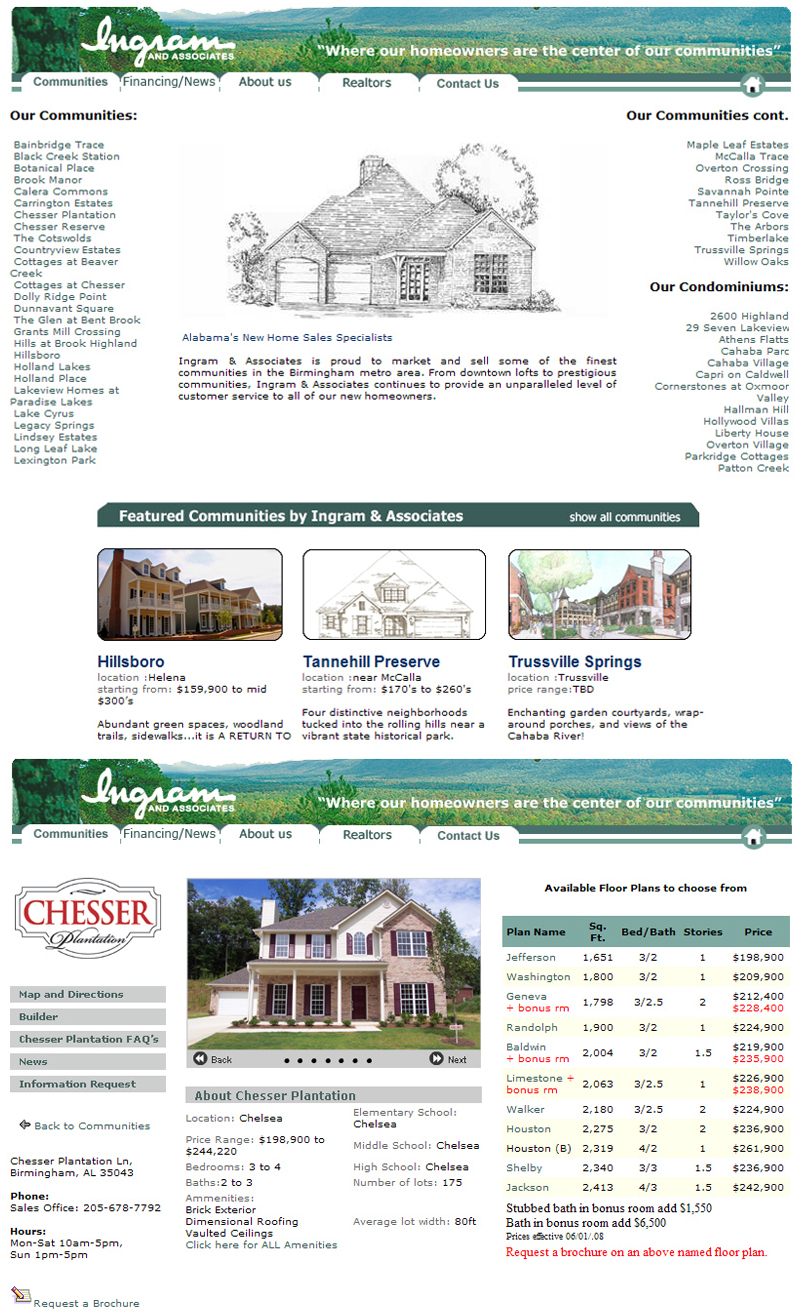 Ingram
AND ASSOCIATES
“Where our homeowners are the center of our communities”
Communities
Financing/News
About us
Realtors
Contact Us
Our Communities:
Bainbridge Trace
Black Creek Station
Botanical Place
Brook Manor
Calera Commons
Carrington Estates
Chesser Plantation
Chesser Reserve
The Cotswolds
Countryview Estates
Cottages at Beaver
Creek
Cottages at Chesser
Dolly Ridge Point
Dunnavant Square
The Glen at Bent Brook
Grants Mill Crossing
Hills at Brook Highland
Hillsboro
Holland Lakes
Holland Place
Lakeview Homes at
Paradise Lakes
Lake Cyrus
Legacy Springs
Lindsey Estates
Long Leaf Lake
Lexington Park
Alabama's New Home Sales Specialists
Ingram & Associates is proud to market and sell some of the finest
communities in the Birmingham metro area. From downtown lofts to prestigious
communities, Ingram & Associates continues to provide an unparalleled level of
customer service to all of our new homeowners.
Our Communities cont.
Maple Leaf Estates
McCalla Trace
Overton Crossing
Ross Bridge
Savannah Pointe
Tannehill Preserve
Taylor's Cove
The Arbors
Timberlake
Trussville Springs
Willow Oaks
Our Condominiums:
2600 Highland
29 Seven Lakeview
Athens Flatts
Cahaba Parc
Cahaba Village
Capri on Caldwell
Cornerstones at Oxmoor
Valley
Hallman Hill
Hollywood Villas
Liberty House
Overton Village
Parkridge Cottages
Patton Creek
Featured Communities by Ingram & Associates
show all communities
Hillsboro
location :Helena
starting from: $159,900 to mid
$300's
Abundant green spaces, woodland
trails, sidewalks...it is A RETURN TO
Tannehill Preserve
location :near McCalla
starting from: $170's to $260's
Four distinctive neighborhoods
tucked into the rolling hills near a
vibrant state historical park.
Trussville Springs
location :Trussville
price range:TBD
Enchanting garden courtyards, wrap-
around porches, and views of the
Cahaba River!
Ingram
AND ASSOCIATES
“Where our homeowners are the center of our communities”
Communities
Financing/News
About us
Realtors
Contact Us
CHESSER
Plantation
Map and Directions
Builder
Chesser Plantation FAQ's
News
Information Request
Back to Communities
Chesser Plantation Ln,
Birmingham, AL 35043
Phone:
Sales Office: 205-678-7792
Hours:
Mon-Sat 10am-5pm,
Sun 1pm-5pm
Request a Brochure
Back
Next
About Chesser Plantation
Location: Chelsea
Price Range: $198,900 to
$244,220
Bedrooms: 3 to 4
Baths:2 to 3
Ammenities:
Brick Exterior
Dimensional Roofing
Vaulted Ceilings
Click here for ALL Amenities
Elementary School:
Chelsea
Middle School: Chelsea
High School: Chelsea
Number of lots: 175
Average lot width: 80ft
Available Floor Plans to choose from
Plan Name Sq. Ft. Bed/Bath Stories Price
Jefferson 1,651 3/2 1 $198,900
Washington 1,800 3/2 1 $209,900
Geneva 1,798 3/2.5 2 $212,400
+ bonus rm $228,400
Randolph 1,900 3/2 1 $224,900
Baldwin 2,004 3/2 1.5 $219,900
+ bonus rm $235,900
Limestone + 2,063 3/2.5 1 $226,900
bonus rm $238,900
Walker 2,180 3/2.5 2 $224,900
Houston 2,275 3/2 2 $236,900
Houston (B) 2,319 4/2 1 $261,900
Shelby 2,340 3/3 1.5 $236,900
Jackson 2,413 4/3 1.5 $242,900
Stubbed bath in bonus room add $1,550
Bath in bonus room add $6,500
Prices effective 06/01/.08
Request a brochure on an above named floor plan.